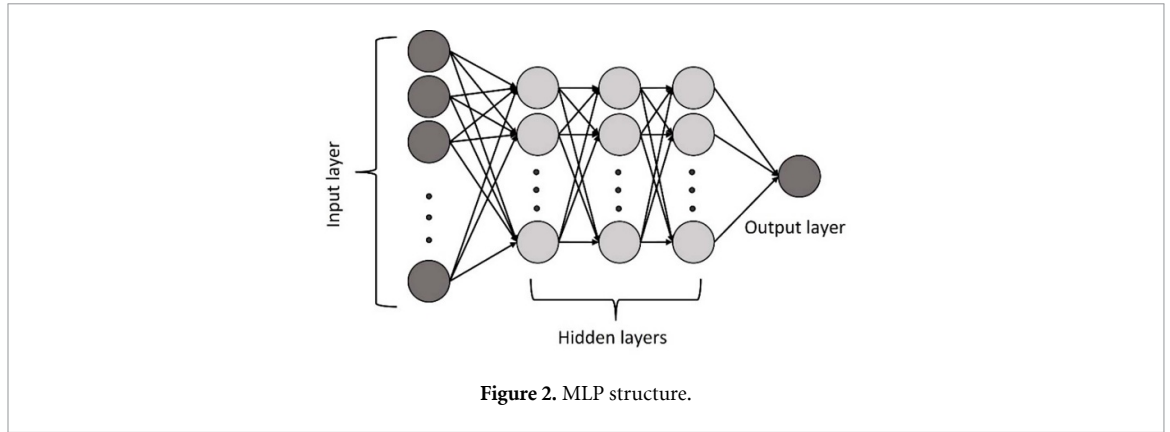 Input layer
Output layer
Hidden layers
Figure 2. MLP structure.